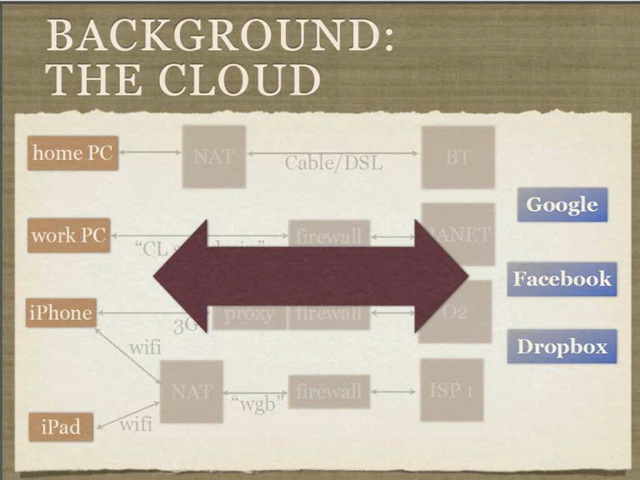 BACKGROUND:
THE CLOUD
home PC
NAT
Cable/DSL
BT
Google
work PC
"CL
firewall
JANET
Facebook
iPhone
3G
proxy
firewall
O2
wifi
Dropbox
NAT
"wgb"
firewall
ISP 1
iPad
wifi